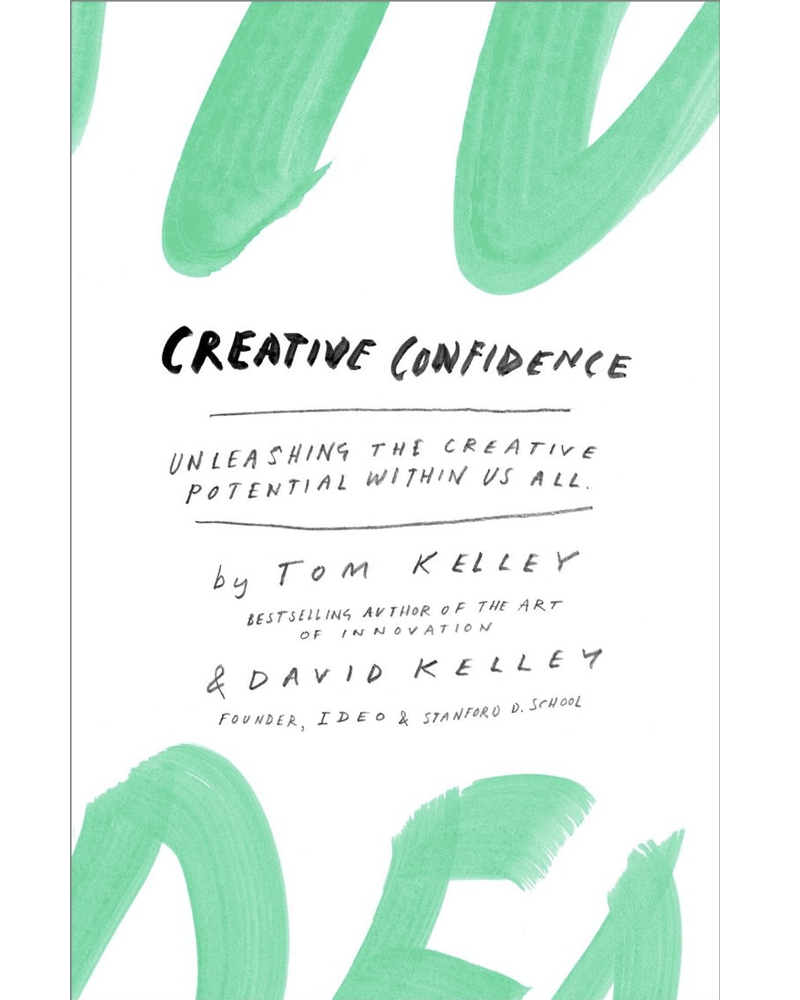 CREATIVE CONFIDENCE
UNLEASHING THE CREATIVE
POTENTIAL WITHIN US ALL.
by TOM KELLEY
BESTSELLING AUTHOR OF THE ART
OF INNOVATION
& DAVID KELLEY
FOUNDER, IDEO & STANFORD D. SCHOOL